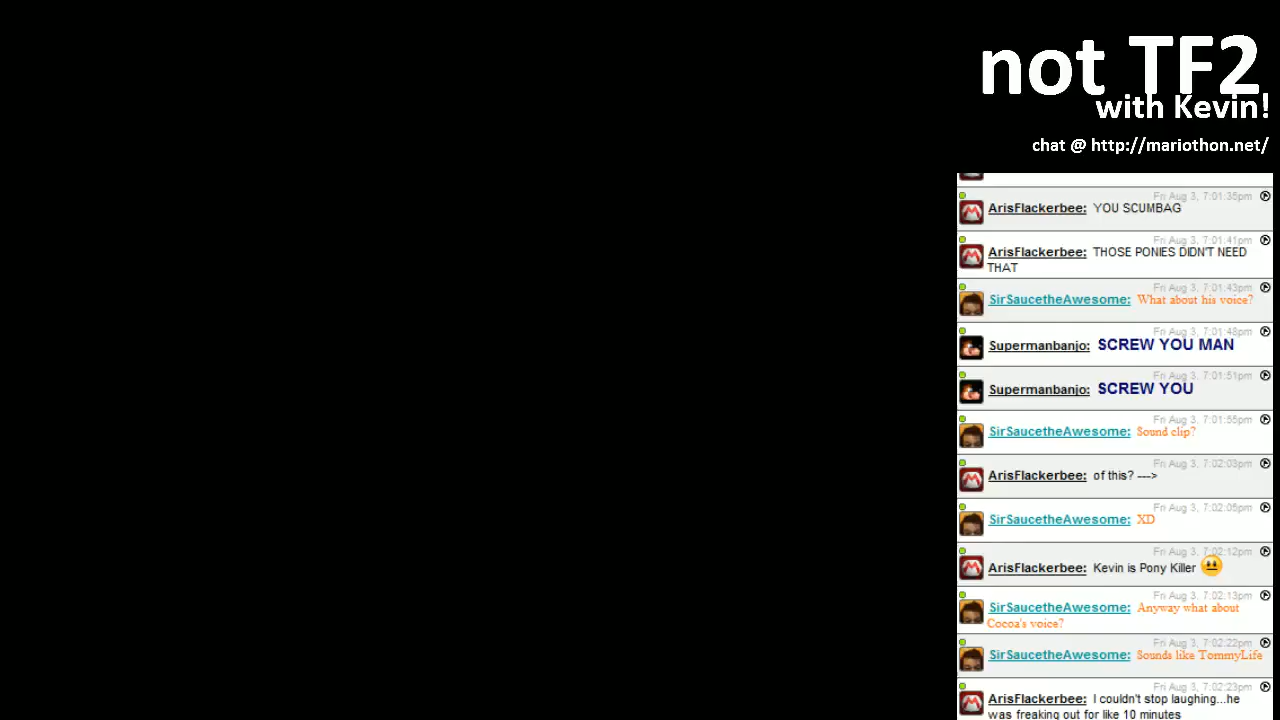 not TF2
with Kevin!
chat @ http://mariothon.net/
Fri Aug 3, 7:01:35pm
ArisFlackerbee: YOU SCUMBAG
Fri Aug 3, 7:01:41pm
ArisFlackerbee: THOSE PONIES DIDN'T NEED
THAT
Fri Aug 3, 7:01:43pm
SirSaucetheAwesome: What about his voice?
Fri Aug 3, 7:01:48pm
Supermanbanjo: SCREW YOU MAN
Fri Aug 3, 7:01:51pm
Supermanbanjo: SCREW YOU
Fri Aug 3, 7:01:55pm
SirSaucetheAwesome: Sound clip?
Fri Aug 3, 7:02:03pm
ArisFlackerbee: of this? --->
Fri Aug 3, 7:02:05pm
SirSaucetheAwesome: XD
Fri Aug 3, 7:02:12pm
ArisFlackerbee: Kevin is Pony Killer
Fri Aug 3, 7:02:13pm
SirSaucetheAwesome: Anyway what about
Cocoa's voice?
Fri Aug 3, 7:02:22pm
SirSaucetheAwesome: Sounds like TommyLife
Fri Aug 3, 7:02:23pm
ArisFlackerbee: I couldn't stop laughing...he
was freaking out for like 10 minutes